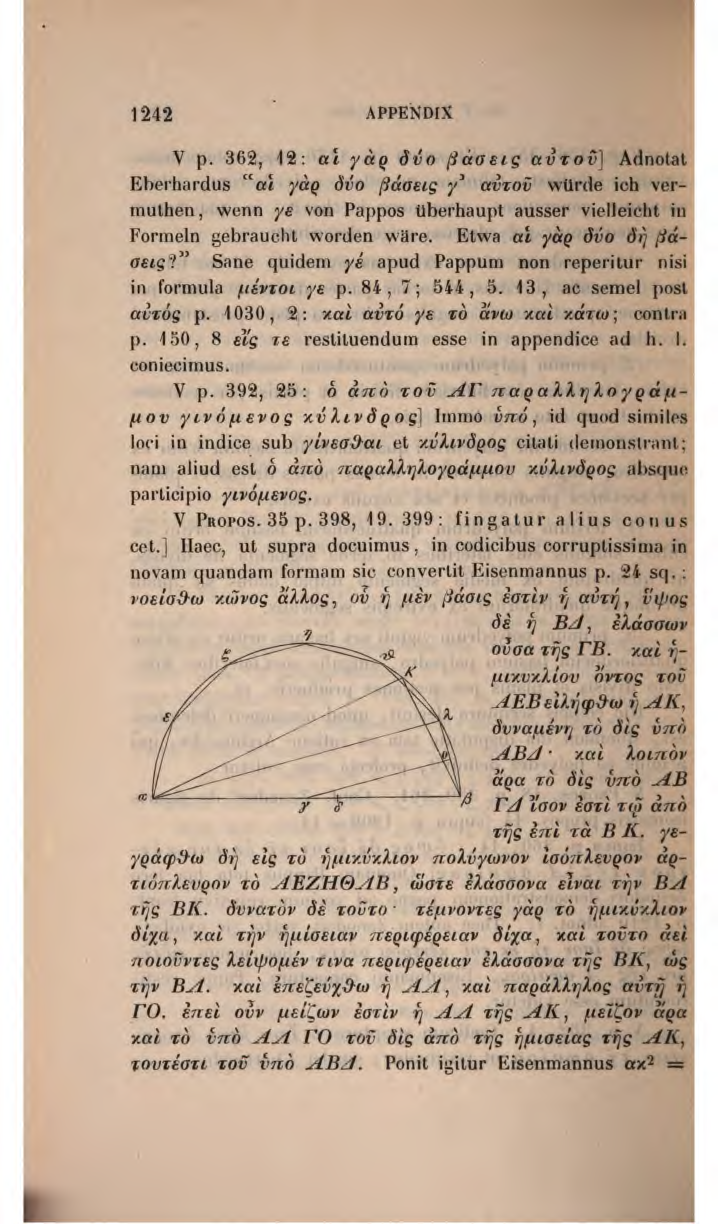 1242 APPENDIX
V p. 362, 12: αἱ γὰρ δύο βάσεις αὐτοῦ] Adnotat
Eberhardus “αἱ γὰρ δύο βάσεις γ’ αὐτοῦ würde ich ver-
muthen, wenn γε von Pappos überhaupt ausser vielleicht in
Formeln gebraucht worden wäre. Etwa αἱ γὰρ δύο δὴ βά-
σεις?” Sane quidem γέ apud Pappum non reperitur nisi
in formula μέντοι γε p. 84, 7; 544, 5. 13, ac semel post
αὐτός p. 1030, 2: καὶ αὐτό γε τὸ ἄνω καὶ κάτω; contra
p. 150, 8 εἴς τε restituendum esse in appendice ad h. l.
coniecimus.
V p. 392, 25: ὁ ἀπὸ τοῦ ΑΓ παραλληλογράμ-
μου γινόμενος κύλινδρος] Immo ὑπό, id quod similes
loci in indice sub γίνεσθαι et κύλινδρος citati demonstrant;
nam aliud est ὁ ἀπὸ παραλληλογράμμου κύλινδρος absque
participio γινόμενος.
V Propos. 35 p. 398, 19. 399: fingatur alius conus
cet.] Haec, ut supra docuimus, in codicibus corruptissima in
novam quandam formam sic convertit Eisenmannus p. 24 sq.:
νοείσθω κῶνος ἄλλος, οὗ ἡ μὲν βάσις ἐστὶν ἡ αὐτή, ὕψος
δὲ ἡ ΒΔ, ἐλάσσων
οὖσα τῆς ΓΒ. καὶ ἡ-
μικυκλίου ὄντος τοῦ
ΑΕΒ εἰλήφθω ἡ ΑΚ,
δυναμένη τὸ δὶς ὑπὸ
ΑΒΔ· καὶ λοιπὸν
ἄρα τὸ δὶς ὑπὸ ΑΒ
ΓΔ ἴσον ἐστὶ τῷ ἀπὸ
τῆς ἐπὶ τὰ Β Κ. γε-
η
ζ θ
Κ
ε λ
ο
α γ δ β
γράφθω δὴ εἰς τὸ ἡμικύκλιον πολύγωνον ἰσόπλευρον ἀρ-
τιόπλευρον τὸ ΑΕΖΗΘΛΒ, ὥστε ἐλάσσονα εἶναι τὴν ΒΛ
τῆς ΒΚ. δυνατὸν δὲ τοῦτο· τέμνοντες γὰρ τὸ ἡμικύκλιον
δίχα, καὶ τὴν ἡμίσειαν περιφέρειαν δίχα, καὶ τοῦτο ἀεὶ
ποιοῦντες λείψομέν τινα περιφέρειαν ἐλάσσονα τῆς ΒΚ, ὡς
τὴν ΒΛ. καὶ ἐπεζεύχθω ἡ ΑΛ, καὶ παράλληλος αὐτῇ ἡ
ΓΟ. ἐπεὶ οὖν μείζων ἐστὶν ἡ ΑΛ τῆς ΑΚ, μεῖζον ἄρα
καὶ τὸ ὑπὸ ΑΛ ΓΟ τοῦ δὶς ἀπὸ τῆς ἡμισείας τῆς ΑΚ,
τουτέστι τοῦ ὑπὸ ΑΒΔ. Ponit igitur Eisenmannus ακ² =